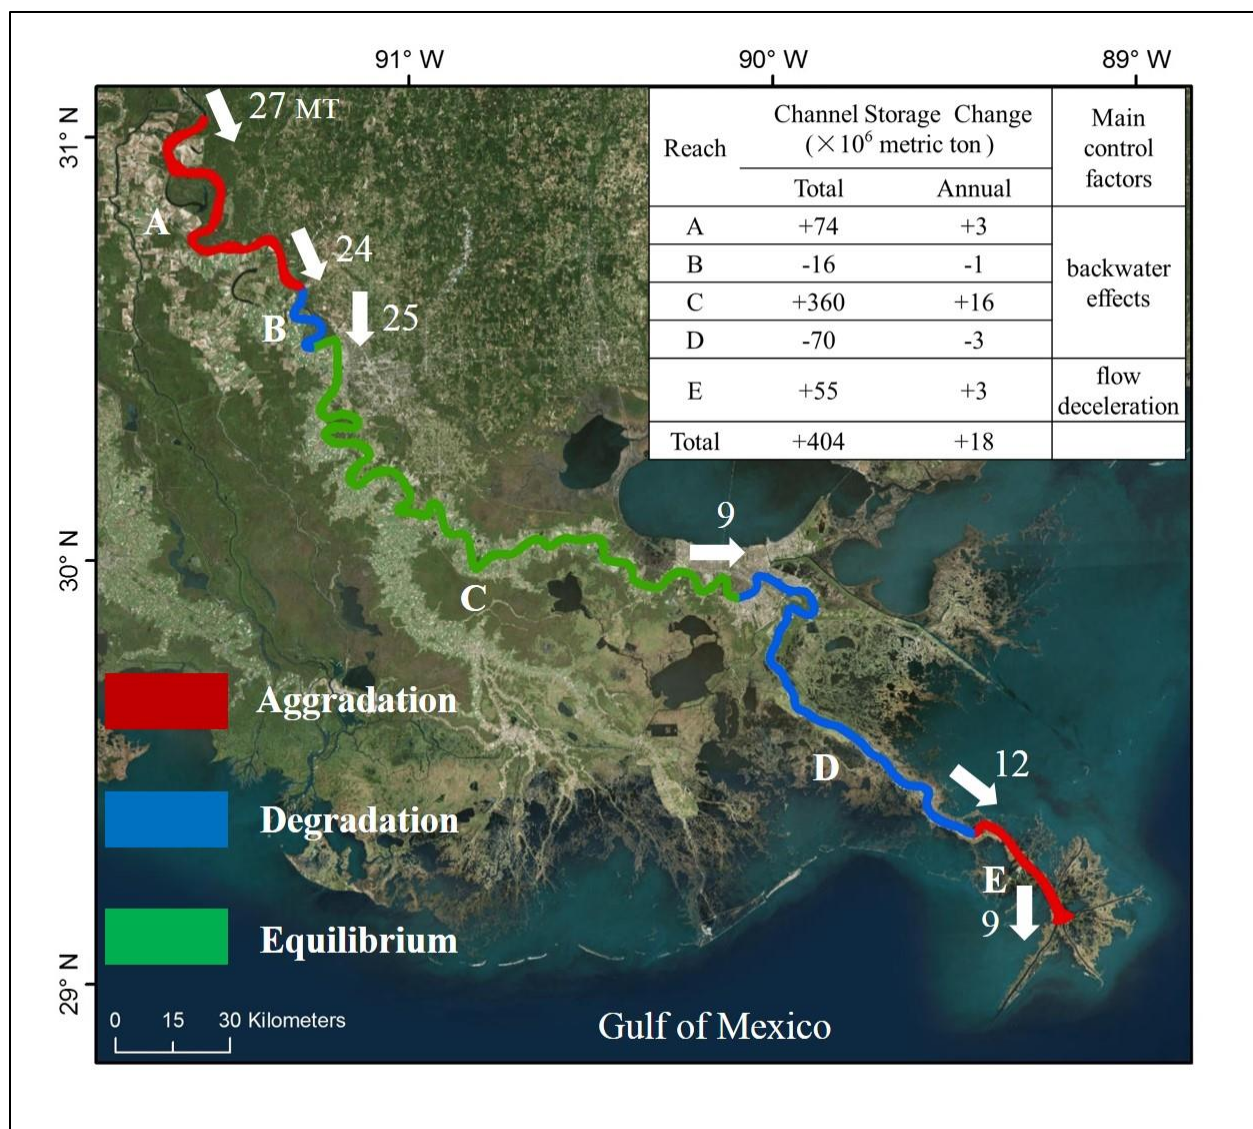 91° W 90° W 89° W
31° N
30° N
29° N
27 MT
A
24
B
25
9
C
D
12
E
9
Reach Channel Storage Change (×10⁶ metric ton) Main control factors
Total Annual
A +74 +3 backwater effects
B -16 -1
C +360 +16
D -70 -3
E +55 +3 flow deceleration
Total +404 +18
Aggradation
Degradation
Equilibrium
0 15 30 Kilometers
Gulf of Mexico